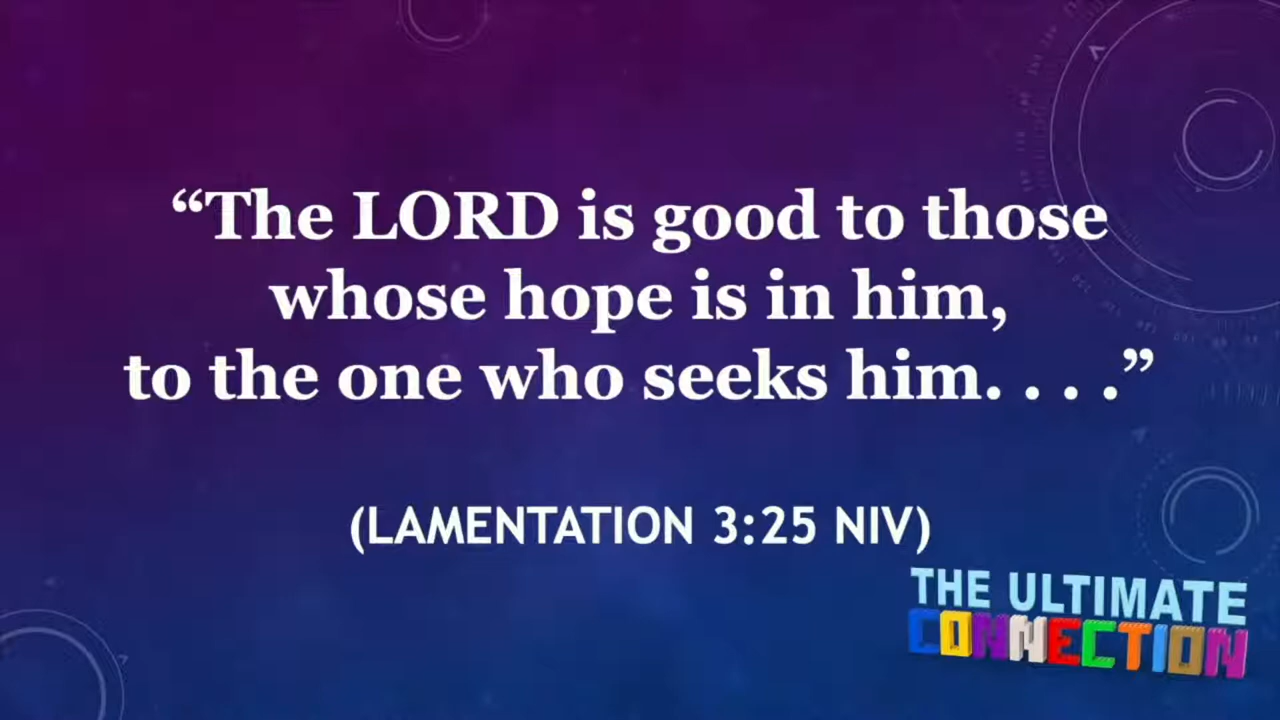 “The LORD is good to those
whose hope is in him,
to the one who seeks him. . . .”
(LAMENTATION 3:25 NIV)
THE ULTIMATE
CONNECTION